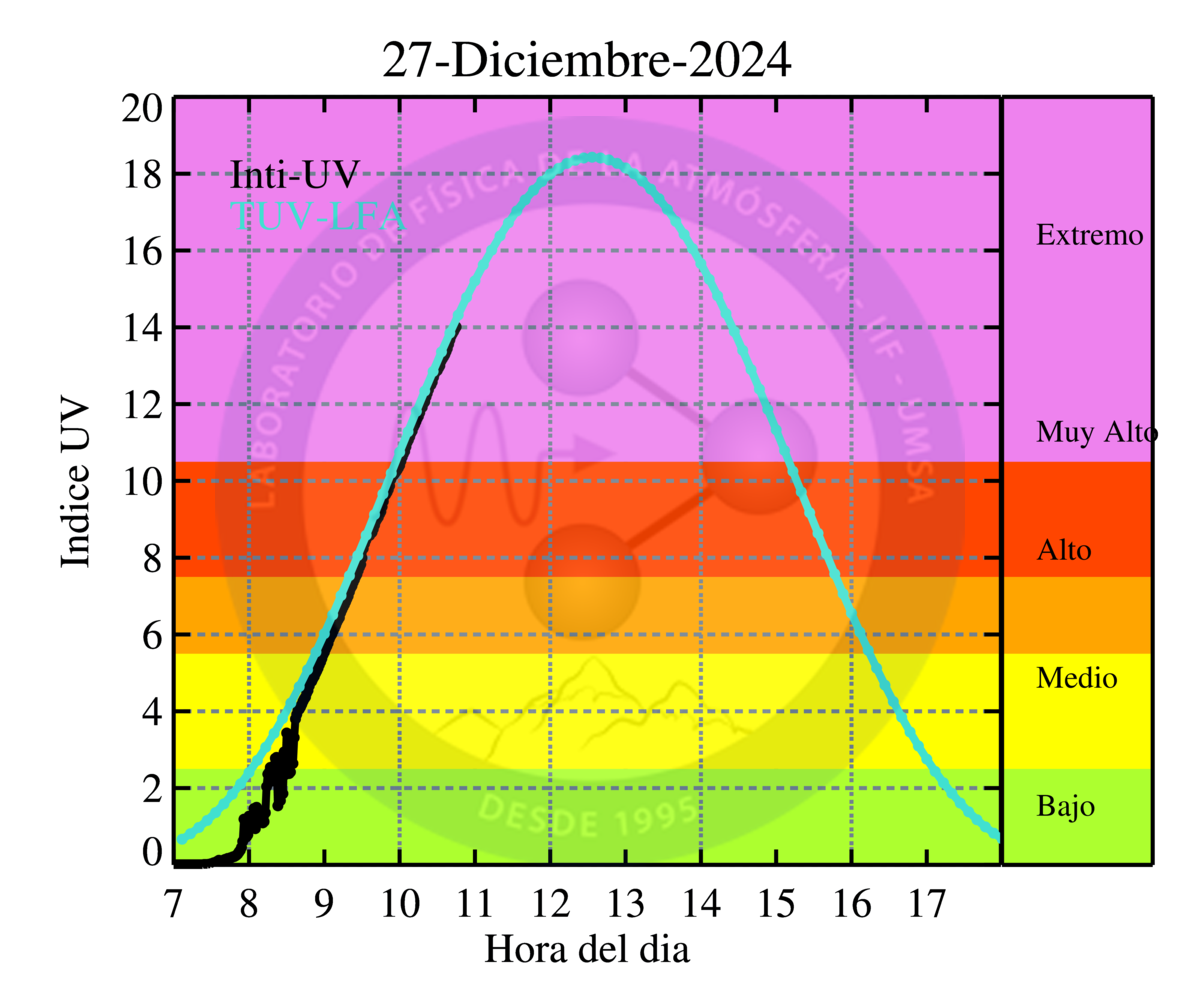 27-Diciembre-2024
Inti-UV
TUV-LFA
LABORATORIO DE FÍSICA DE LA ATMÓSFERA - IIF - UMSA
DESDE 1995
Indice UV
20
18
16
14
12
10
8
6
4
2
0
7 8 9 10 11 12 13 14 15 16 17
Hora del dia
Extremo
Muy Alto
Alto
Medio
Bajo